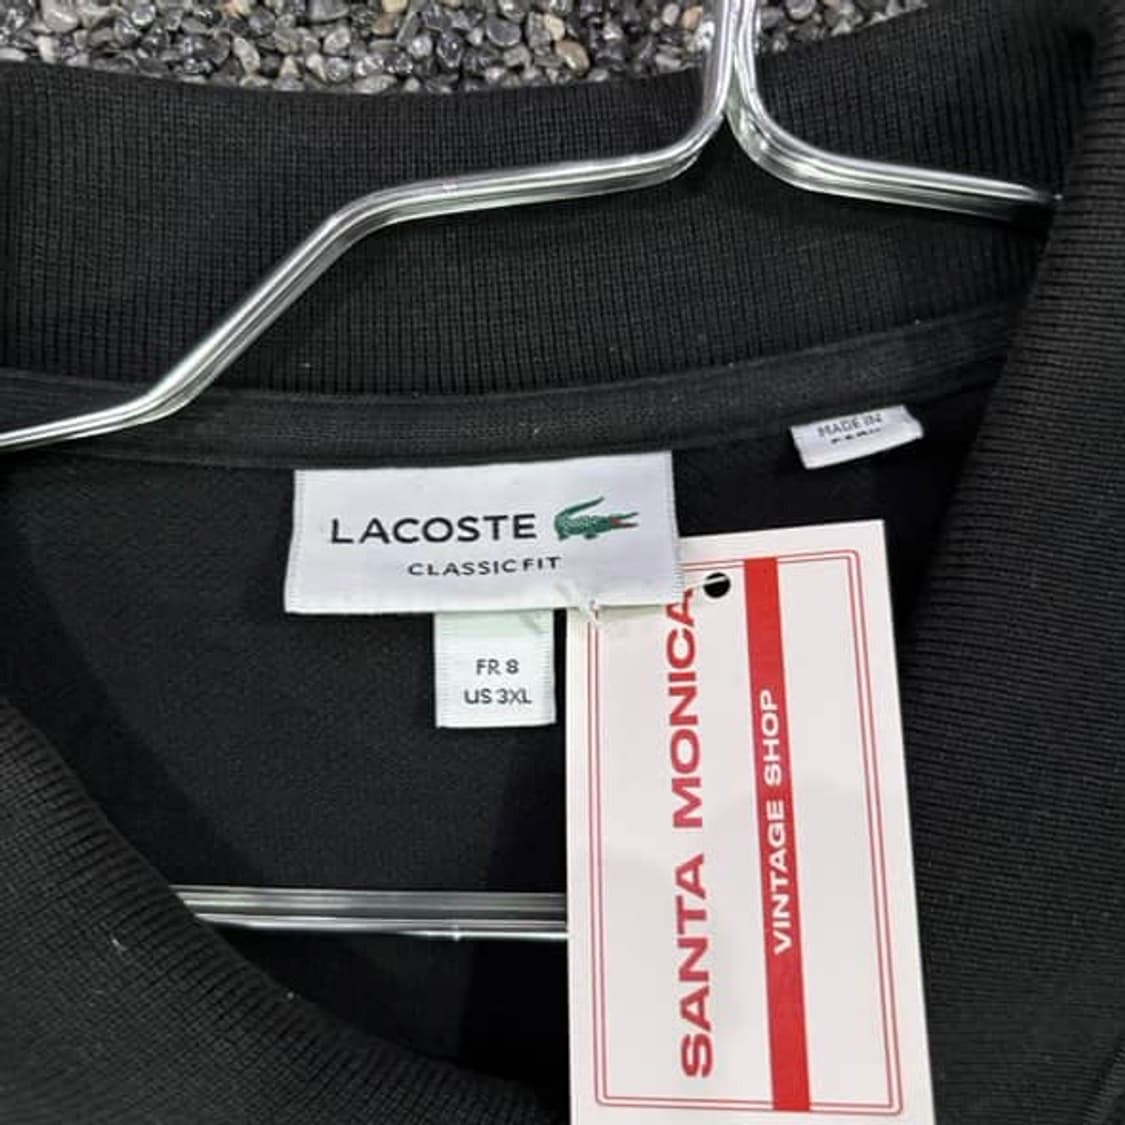 MADE IN
LACOSTE
CLASSIC FIT
FR 8
US 3XL
SANTA MONICA
VINTAGE SHOP